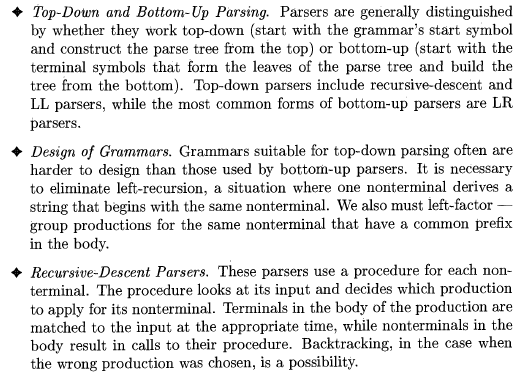 ✦ Top-Down and Bottom-Up Parsing. Parsers are generally distinguished
by whether they work top-down (start with the grammar's start symbol
and construct the parse tree from the top) or bottom-up (start with the
terminal symbols that form the leaves of the parse tree and build the
tree from the bottom). Top-down parsers include recursive-descent and
LL parsers, while the most common forms of bottom-up parsers are LR
parsers.
✦ Design of Grammars. Grammars suitable for top-down parsing often are
harder to design than those used by bottom-up parsers. It is necessary
to eliminate left-recursion, a situation where one nonterminal derives a
string that begins with the same nonterminal. We also must left-factor —
group productions for the same nonterminal that have a common prefix
in the body.
✦ Recursive-Descent Parsers. These parsers use a procedure for each non-
terminal. The procedure looks at its input and decides which production
to apply for its nonterminal. Terminals in the body of the production are
matched to the input at the appropriate time, while nonterminals in the
body result in calls to their procedure. Backtracking, in the case when
the wrong production was chosen, is a possibility.